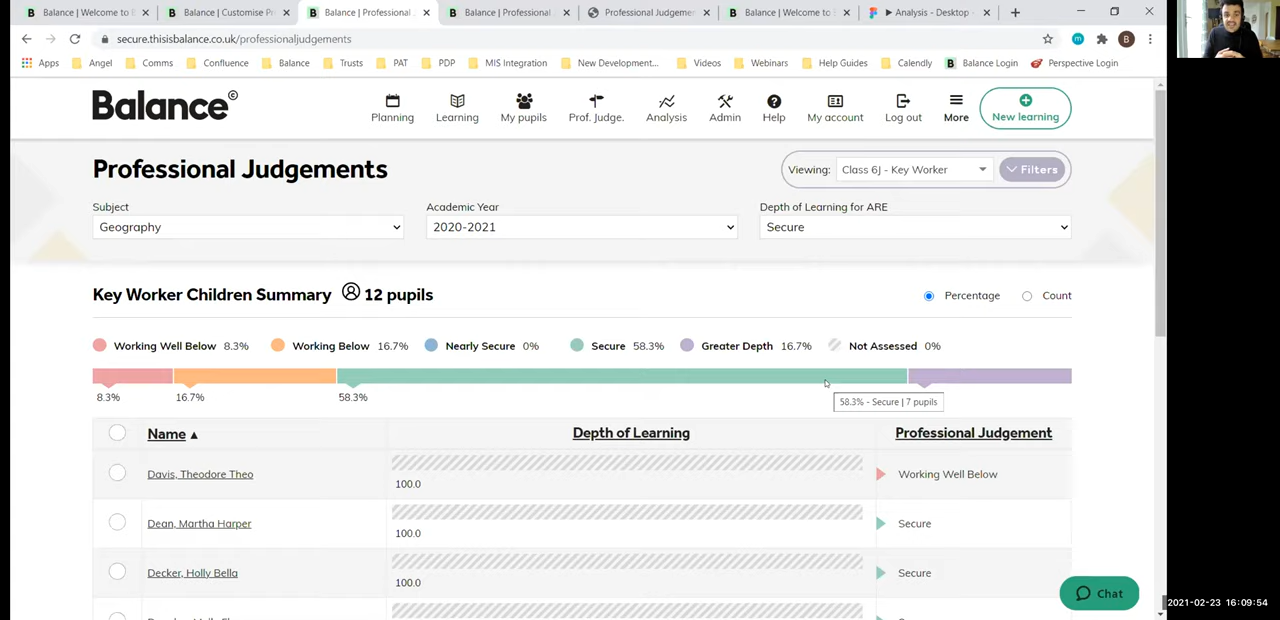 Balance | Welcome to B
Balance | Customise Pr
Balance | Professional
Balance | Professional
Professional Judgemen
Balance | Welcome to
Analysis - Desktop -
secure.thisisbalance.co.uk/professionaljudgements
B
Apps
Angel
Comms
Confluence
Balance
Trusts
PAT
PDP
MIS Integration
New Development...
Videos
Webinars
Help Guides
Calendly
Balance Login
Perspective Login
Balance©
Planning
Learning
My pupils
Prof. Judge.
Analysis
Admin
Help
My account
Log out
More
New learning
Professional Judgements
Viewing: Class 6J - Key Worker
Filters
Subject
Academic Year
Depth of Learning for ARE
Geography
2020-2021
Secure
Key Worker Children Summary 12 pupils
Percentage
Count
Working Well Below 8.3%
Working Below 16.7%
Nearly Secure 0%
Secure 58.3%
Greater Depth 16.7%
Not Assessed 0%
8.3%
16.7%
58.3%
58.3% - Secure | 7 pupils
Name ▲
Depth of Learning
Professional Judgement
Davis, Theodore Theo
100.0
Working Well Below
Dean, Martha Harper
100.0
Secure
Decker, Holly Bella
100.0
Secure
Chat
2021-02-23 16:09:54